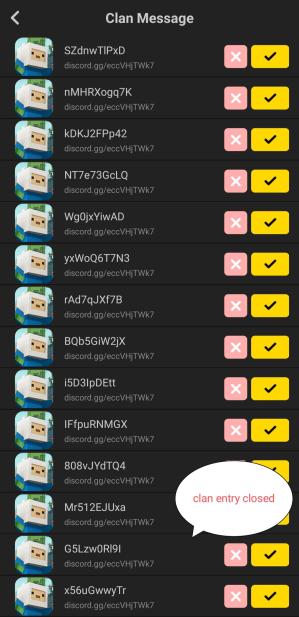 Clan Message
SZdnwTlPxD
discord.gg/eccVHjTWk7
nMHRXogq7K
discord.gg/eccVHjTWk7
kDKJ2FPp42
discord.gg/eccVHjTWk7
NT7e73GcLQ
discord.gg/eccVHjTWk7
Wg0jxYiwAD
discord.gg/eccVHjTWk7
yxWoQ6T7N3
discord.gg/eccVHjTWk7
rAd7qJXf7B
discord.gg/eccVHjTWk7
BQb5GiW2jX
discord.gg/eccVHjTWk7
i5D3IpDEtt
discord.gg/eccVHjTWk7
IFfpuRNMGX
discord.gg/eccVHjTWk7
808vJYdTQ4
discord.gg/eccVHjTWk7
clan entry closed
Mr512EJUxa
discord.gg/eccVHjTWk7
G5Lzw0Rl9I
discord.gg/eccVHjTWk7
x56uGwwyTr
discord.gg/eccVHjTWk7